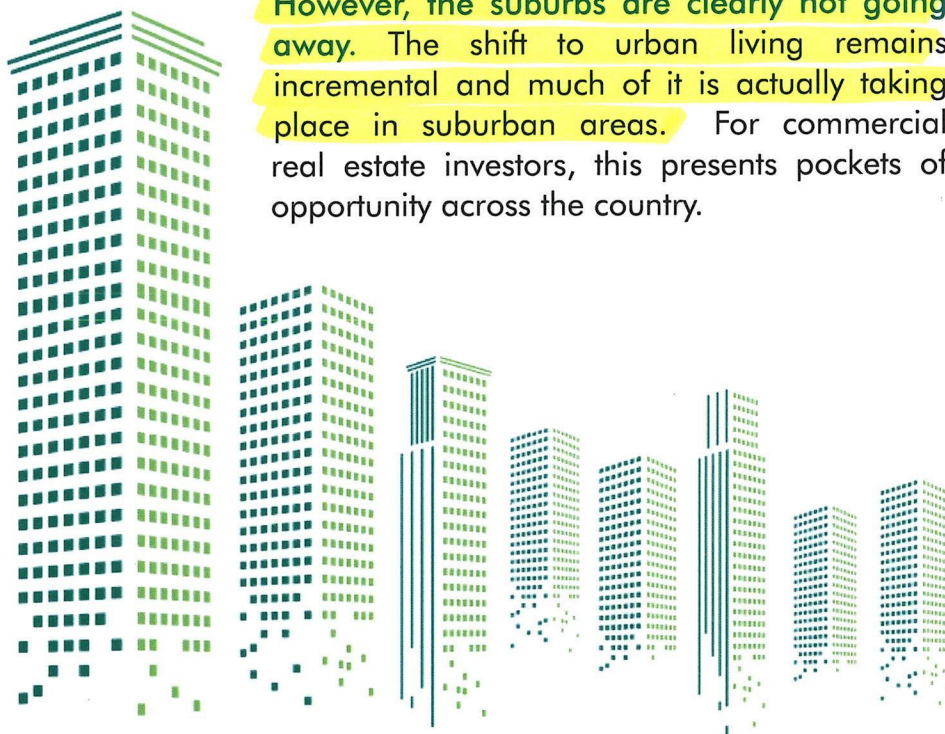 However, the suburbs are clearly not going
away. The shift to urban living remains
incremental and much of it is actually taking
place in suburban areas. For commercial
real estate investors, this presents pockets of
opportunity across the country.